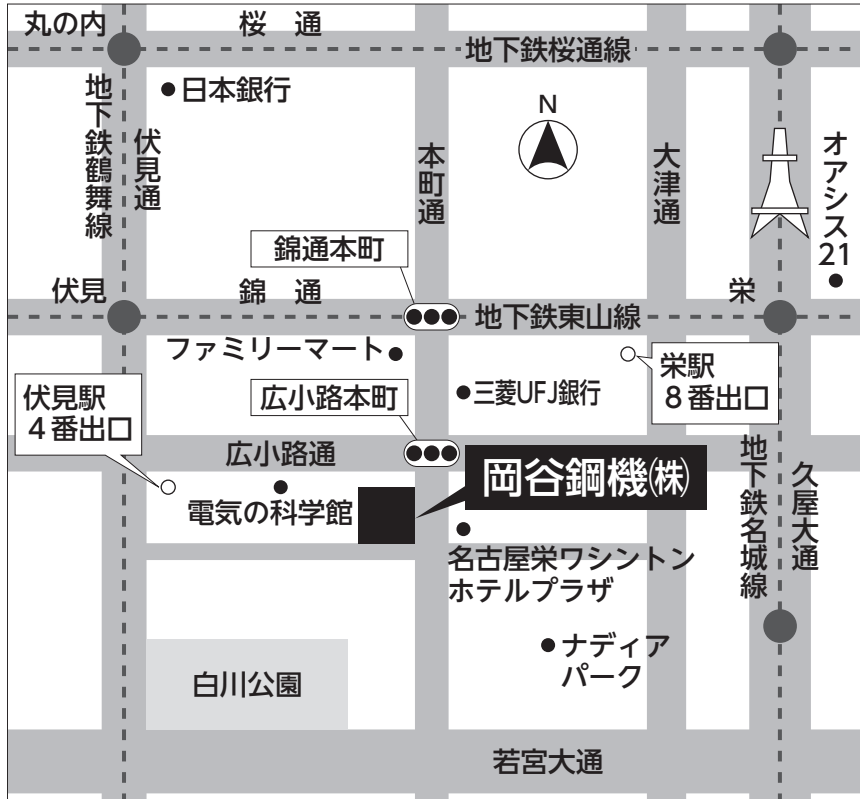 丸の内
桜 通
地下鉄桜通線
日本銀行
地下鉄鶴舞線
伏見通
本町通
N
大津通
オアシス21
錦通本町
伏見
錦 通
地下鉄東山線
栄
ファミリーマート
栄駅
8番出口
三菱UFJ銀行
伏見駅
4番出口
広小路本町
広小路通
岡谷鋼機㈱
地下鉄名城線
久屋大通
電気の科学館
名古屋栄ワシントン
ホテルプラザ
ナディア
パーク
白川公園
若宮大通